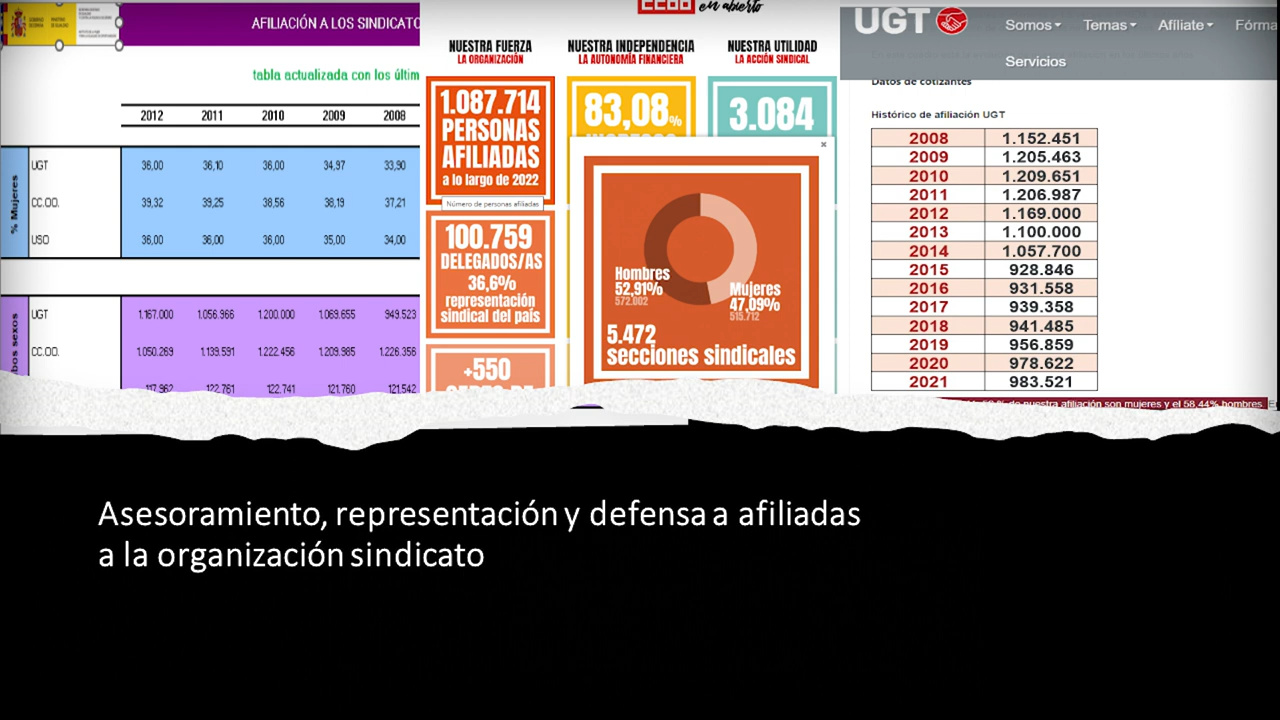 AFILIACIÓN A LOS SINDICATO
tabla actualizada con los últim
2012 2011 2010 2009 2008
% Mujeres
UGT 36,00 36,10 36,00 34,97 33,90
CC.OO. 39,32 39,25 38,56 38,19 37,21
USO 36,00 36,00 36,00 35,00 34,00
bos sexos
UGT 1.167.000 1.056.966 1.200.000 1.069.655 949.523
CC.OO. 1.050.269 1.139.591 1.222.456 1.209.985 1.226.356
117.962 122.761 122.741 121.760 121.542
CCOO en abierto
NUESTRA FUERZA
LA ORGANIZACIÓN
1.087.714
PERSONAS
AFILIADAS
a lo largo de 2022
Número de personas afiliadas
100.759
DELEGADOS/AS
36,6%
representación
sindical del país
+550
NUESTRA INDEPENDENCIA
LA AUTONOMÍA FINANCIERA
83,08%
INGRESOS
NUESTRA UTILIDAD
LA ACCIÓN SINDICAL
3.084
×
Hombres
52,91%
572.002
Mujeres
47,09%
515.712
5.472
secciones sindicales
UGT
Somos Temas Afíliate Fórma
Servicios
Datos de cotizantes
Histórico de afiliación UGT
2008 1.152.451
2009 1.205.463
2010 1.209.651
2011 1.206.987
2012 1.169.000
2013 1.100.000
2014 1.057.700
2015 928.846
2016 931.558
2017 939.358
2018 941.485
2019 956.859
2020 978.622
2021 983.521
% de nuestra afiliación son mujeres y el 58,44% hombres.
Asesoramiento, representación y defensa a afiliadas
a la organización sindicato